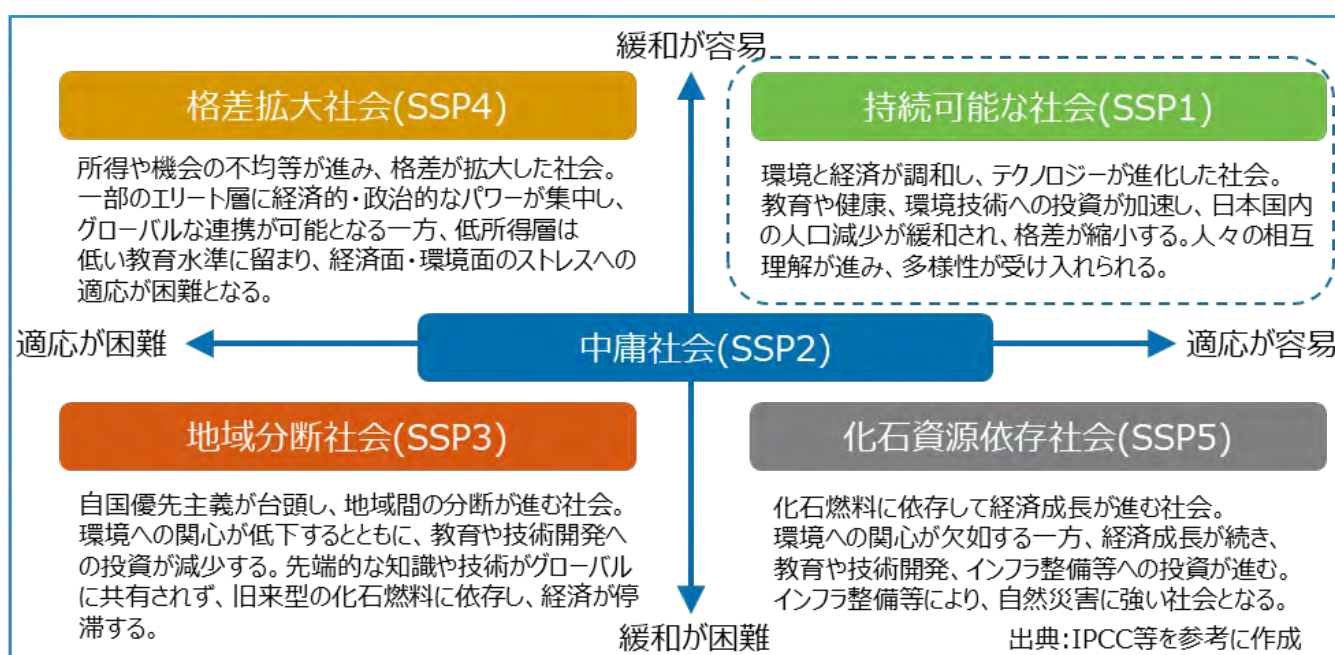 緩和が容易
格差拡大社会(SSP4)
所得や機会の不均等が進み、格差が拡大した社会。
一部のエリート層に経済的・政治的なパワーが集中し、
グローバルな連携が可能となる一方、低所得層は
低い教育水準に留まり、経済面・環境面のストレスへの
適応が困難となる。
持続可能な社会(SSP1)
環境と経済が調和し、テクノロジーが進化した社会。
教育や健康、環境技術への投資が加速し、日本国内
の人口減少が緩和され、格差が縮小する。人々の相互
理解が進み、多様性が受け入れられる。
適応が困難
中庸社会(SSP2)
適応が容易
地域分断社会(SSP3)
自国優先主義が台頭し、地域間の分断が進む社会。
環境への関心が低下するとともに、教育や技術開発へ
の投資が減少する。先端的な知識や技術がグローバル
に共有されず、旧来型の化石燃料に依存し、経済が停
滞する。
化石資源依存社会(SSP5)
化石燃料に依存して経済成長が進む社会。
環境への関心が欠如する一方、経済成長が続き、
教育や技術開発、インフラ整備等への投資が進む。
インフラ整備等により、自然災害に強い社会となる。
緩和が困難
出典:IPCC等を参考に作成